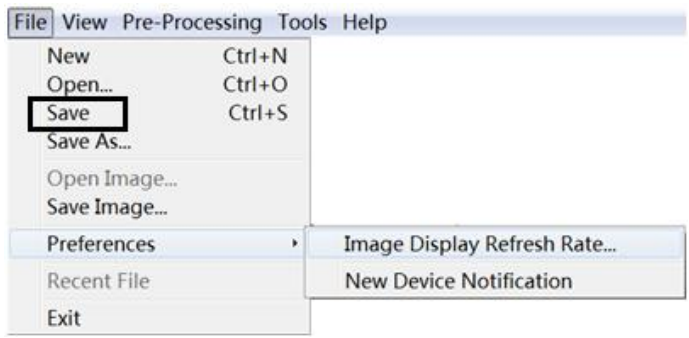 File View Pre-Processing Tools Help
New Ctrl+N
Open... Ctrl+O
Save Ctrl+S
Save As...
Open Image...
Save Image...
Preferences Image Display Refresh Rate...
Recent File New Device Notification
Exit